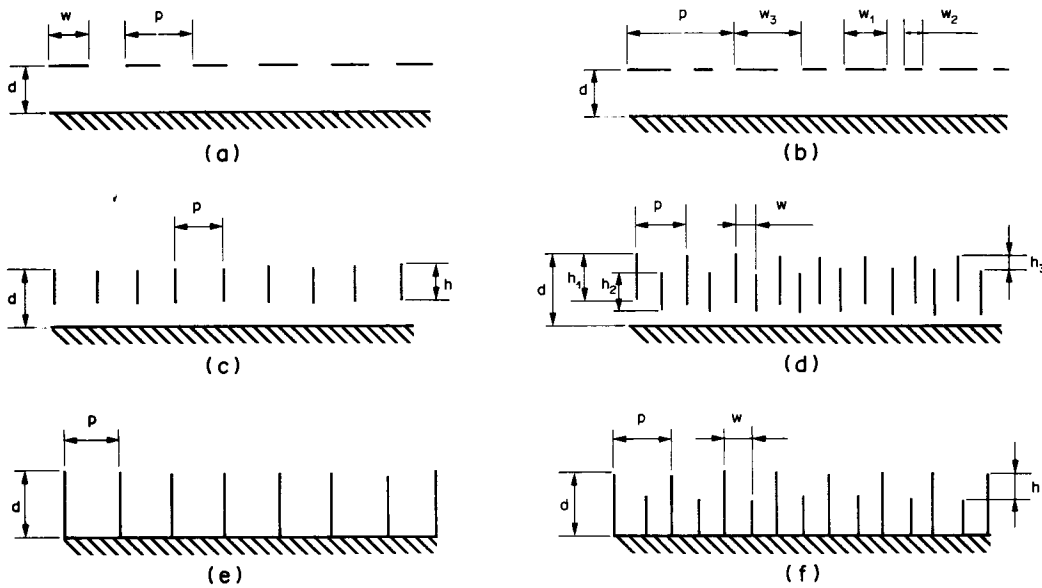 w p
d
(a)
p w₃ w₁ w₂
d
(b)
p
d h
(c)
p w
d h₁ h₂ h₃
(d)
p
d
(e)
p w
d h
(f)